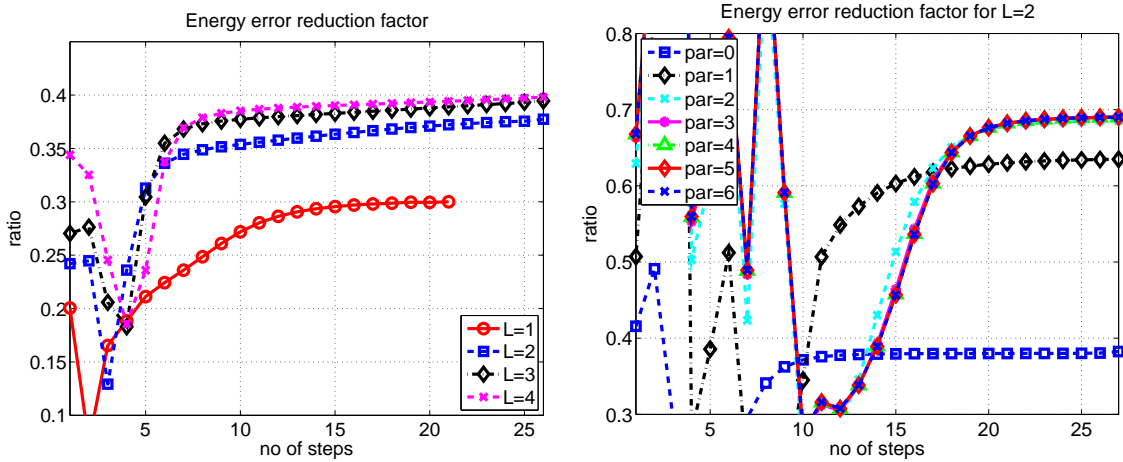 Energy error reduction factor
ratio
0.4
0.35
0.3
0.25
0.2
0.15
0.1
5
10
15
20
25
no of steps
L=1
L=2
L=3
L=4
Energy error reduction factor for L=2
ratio
0.8
0.7
0.6
0.5
0.4
0.3
5
10
15
20
25
no of steps
par=0
par=1
par=2
par=3
par=4
par=5
par=6